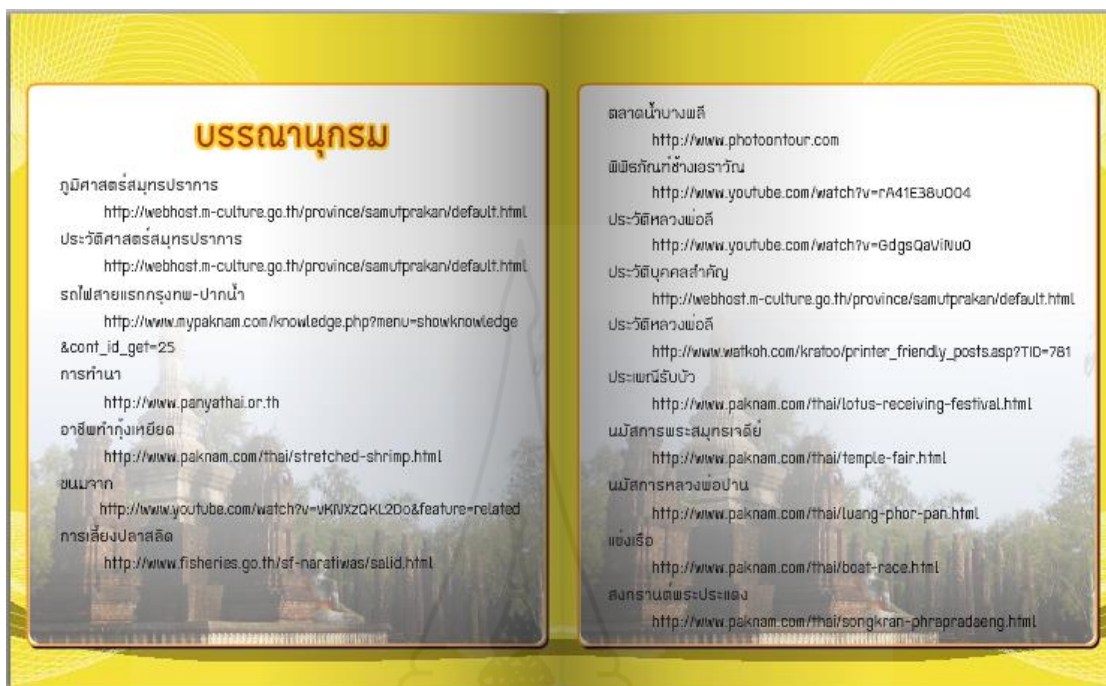 บรรณานุกรม
ภูมิศาสตร์สมุทรปราการ
http://webhost.m-culture.go.th/province/samutprakan/default.html
ประวัติศาสตร์สมุทรปราการ
http://webhost.m-culture.go.th/province/samutprakan/default.html
รถไฟสายแรกกรุงเทพ-ปากน้ำ
http://www.mypaknam.com/knowledge.php?menu=showknowledge
&cont_id_get=25
การทำนา
http://www.panyathai.or.th
อาชีพทำกุ้งเหยียด
http://www.paknam.com/thai/stretched-shrimp.html
ขนมจาก
http://www.youtube.com/watch?v=vKNXzQKL2Do&feature=related
การเลี้ยงปลาสลิด
http://www.fisheries.go.th/sf-naratiwas/salid.html
ตลาดน้ำบางพลี
http://www.photoontour.com
พิพิธภัณฑ์ช้างเอราวัณ
http://www.youtube.com/watch?v=rA41E38uOO4
ประวัติหลวงพ่อลี
http://www.youtube.com/watch?v=GdgsQaViNu0
ประวัติบุคคลสำคัญ
http://webhost.m-culture.go.th/province/samutprakan/default.html
ประวัติหลวงพ่อลี
http://www.watkoh.com/kratoo/printer_friendly_posts.asp?TID=781
ประเพณีรับบัว
http://www.paknam.com/thai/lotus-receiving-festival.html
นมัสการพระสมุทรเจดีย์
http://www.paknam.com/thai/temple-fair.html
นมัสการหลวงพ่อปาน
http://www.paknam.com/thai/luang-phor-pan.html
แข่งเรือ
http://www.paknam.com/thai/boat-race.html
สงกรานต์พระประแดง
http://www.paknam.com/thai/songkran-phrapradaeng.html